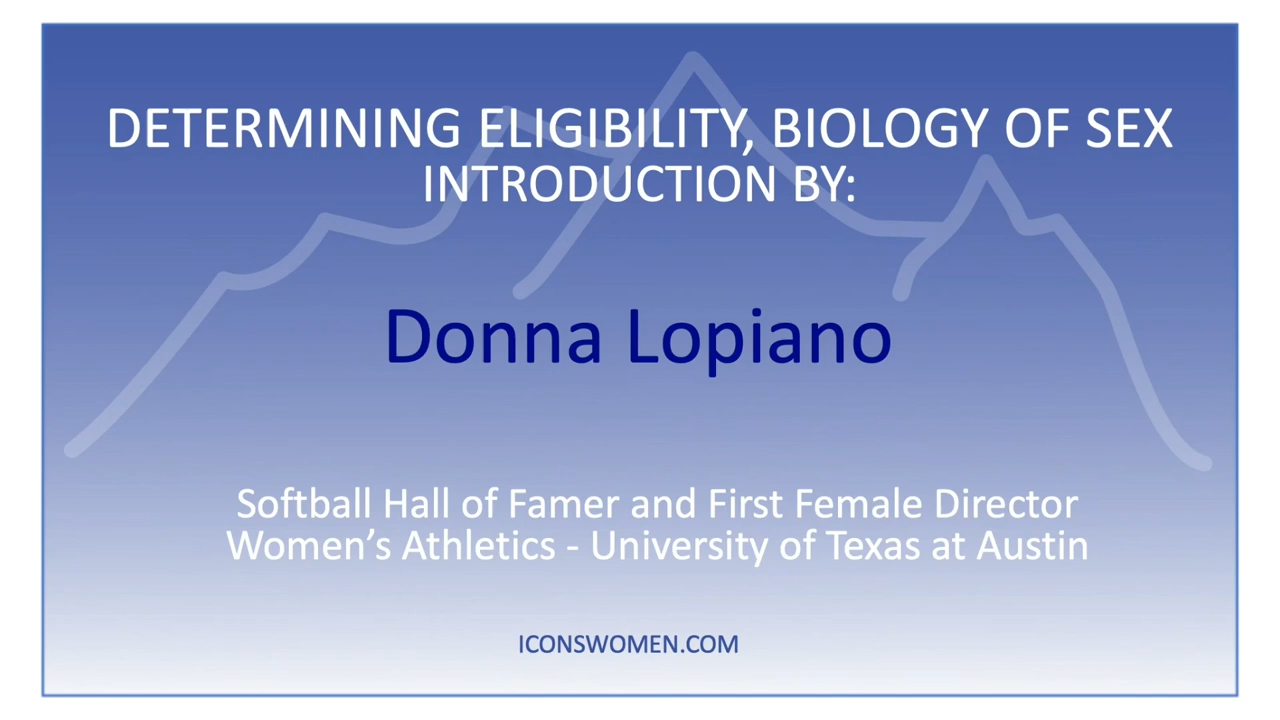 DETERMINING ELIGIBILITY, BIOLOGY OF SEX
INTRODUCTION BY:
Donna Lopiano
Softball Hall of Famer and First Female Director
Women’s Athletics - University of Texas at Austin
ICONSWOMEN.COM